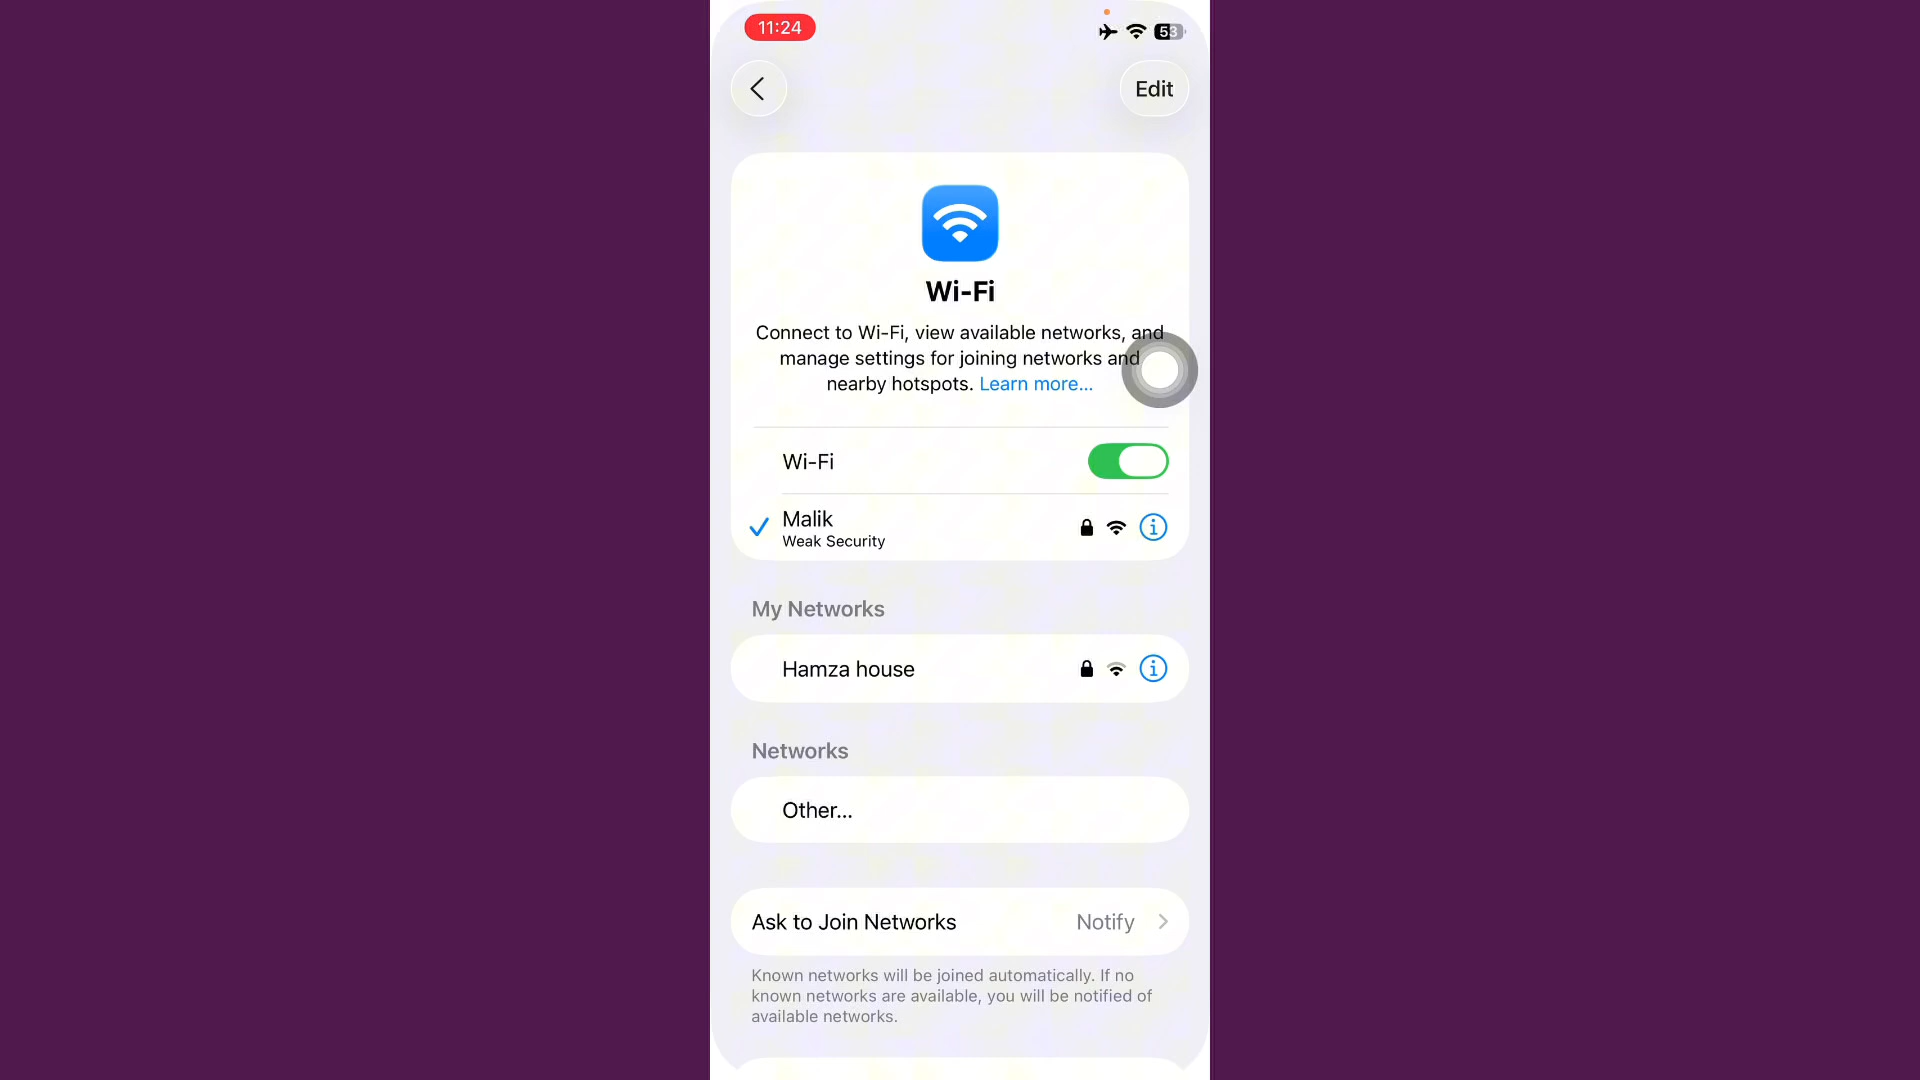 11:24
53
Edit
Wi-Fi
Connect to Wi-Fi, view available networks, and
manage settings for joining networks and
nearby hotspots. Learn more...
Wi-Fi
Malik
Weak Security
My Networks
Hamza house
Networks
Other...
Ask to Join Networks Notify
Known networks will be joined automatically. If no
known networks are available, you will be notified of
available networks.